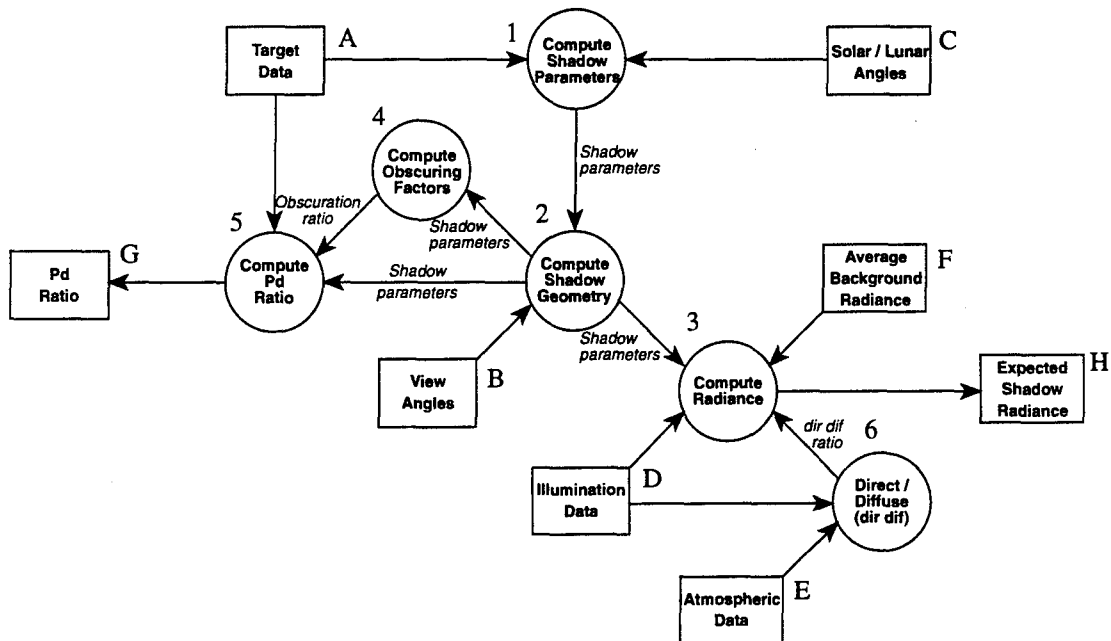 A
1
C
Target
Data
Compute
Shadow
Parameters
Solar / Lunar
Angles
4
Compute
Obscuring
Factors
Shadow
parameters
Obscuration
ratio
Shadow
parameters
5
2
G
Pd
Ratio
Compute
Pd
Ratio
Shadow
parameters
Compute
Shadow
Geometry
F
Average
Background
Radiance
Shadow
parameters
3
B
View
Angles
Compute
Radiance
H
Expected
Shadow
Radiance
dir dif
ratio
6
D
Illumination
Data
Direct /
Diffuse
(dir dif)
E
Atmospheric
Data